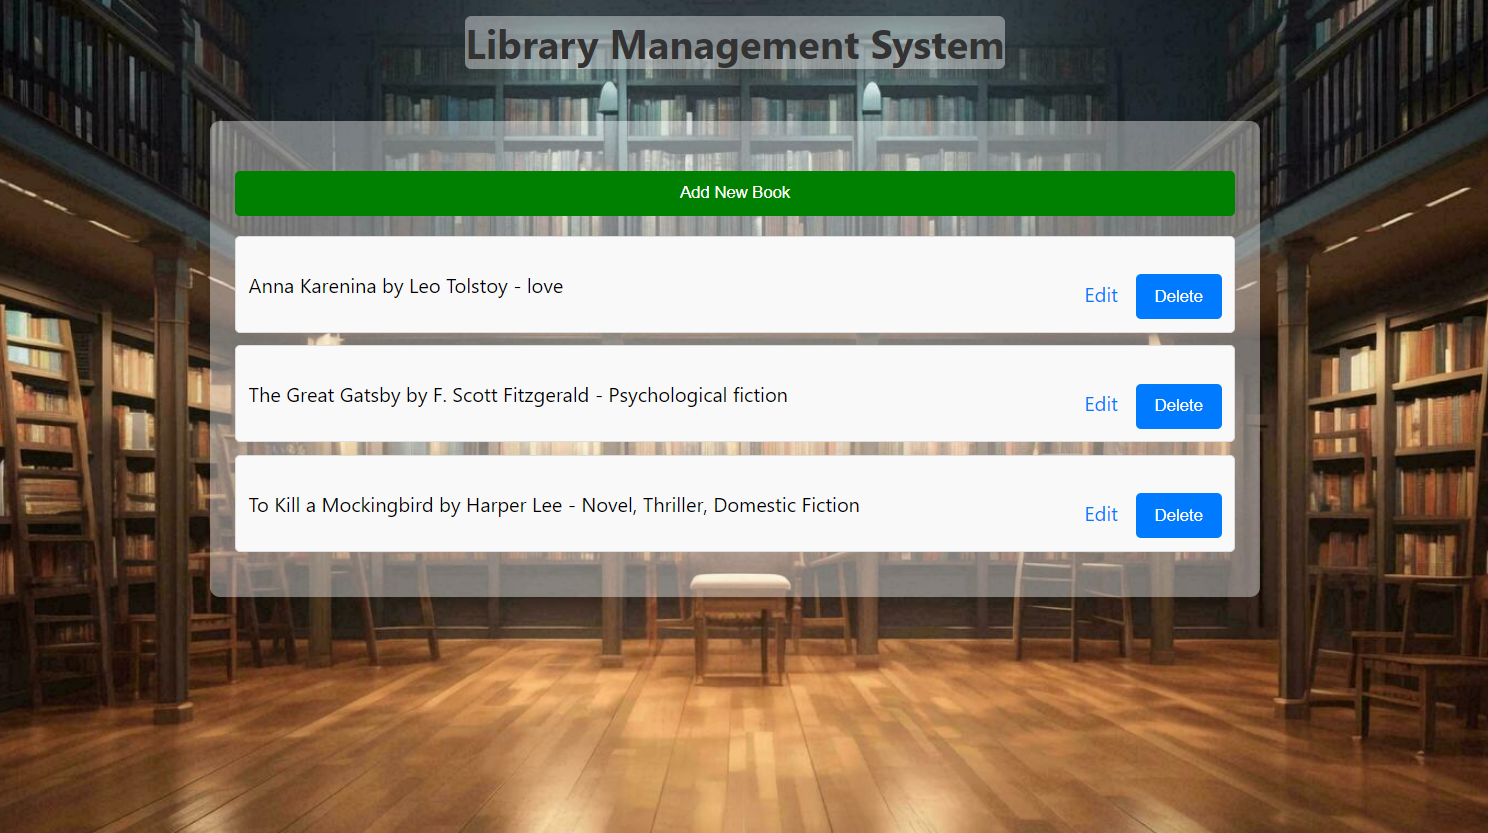 Library Management System
Add New Book
Anna Karenina by Leo Tolstoy - love
Edit Delete
The Great Gatsby by F. Scott Fitzgerald - Psychological fiction
Edit Delete
To Kill a Mockingbird by Harper Lee - Novel, Thriller, Domestic Fiction
Edit Delete